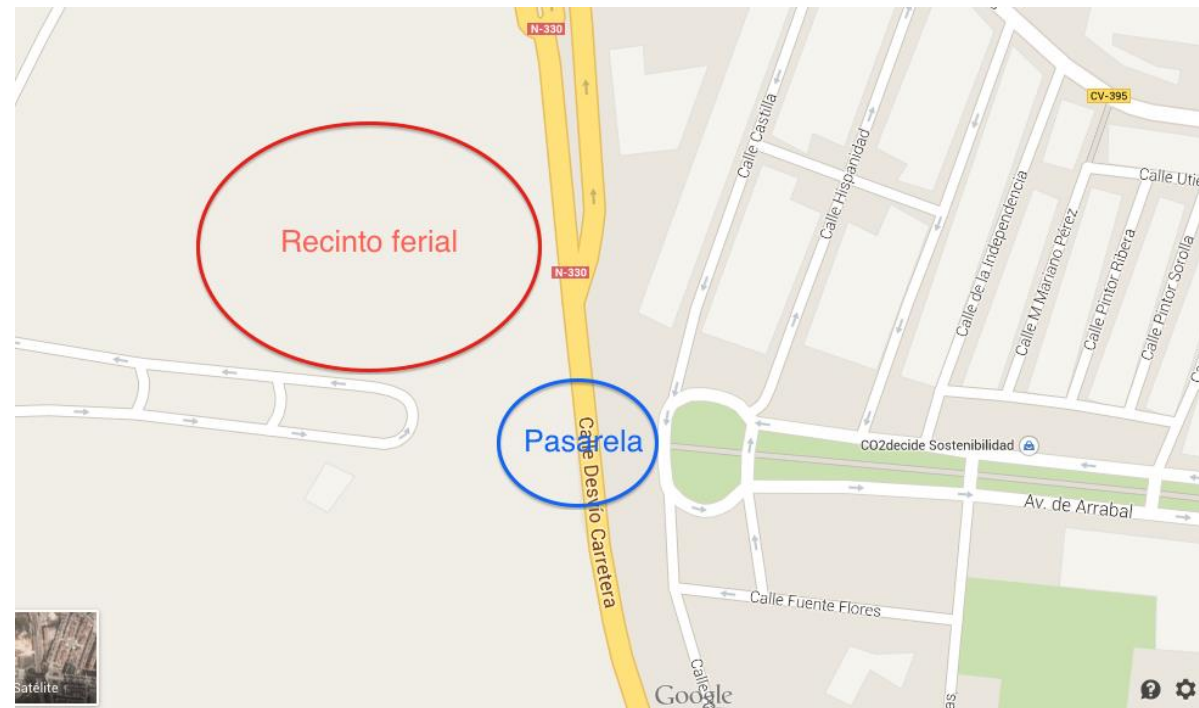 N-330
CV-395
Calle Castilla
Calle Hispanidad
Calle de la Independencia
Calle M Mariano Pérez
Calle Pintor Ribera
Calle Pintor Sorolla
Calle Utie
Recinto ferial
N-330
Pasarela
Calle Desvío Carretera
CO2decide Sostenibilidad
Av. de Arrabal
Calle Fuente Flores
Calle
Satélite
Google